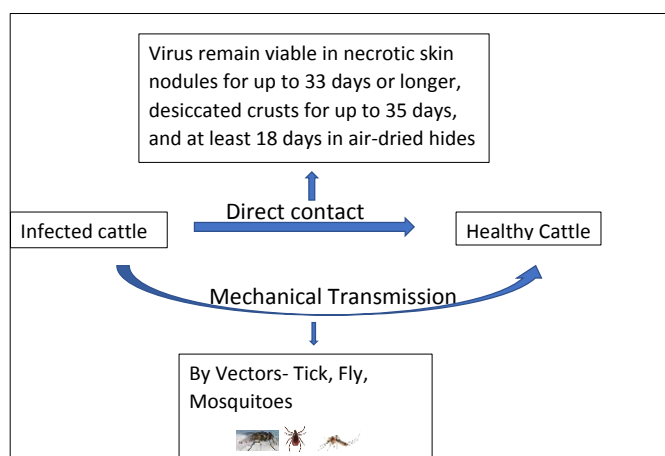 Virus remain viable in necrotic skin
nodules for up to 33 days or longer,
desiccated crusts for up to 35 days,
and at least 18 days in air-dried hides
Direct contact
Infected cattle
Healthy Cattle
Mechanical Transmission
By Vectors- Tick, Fly,
Mosquitoes